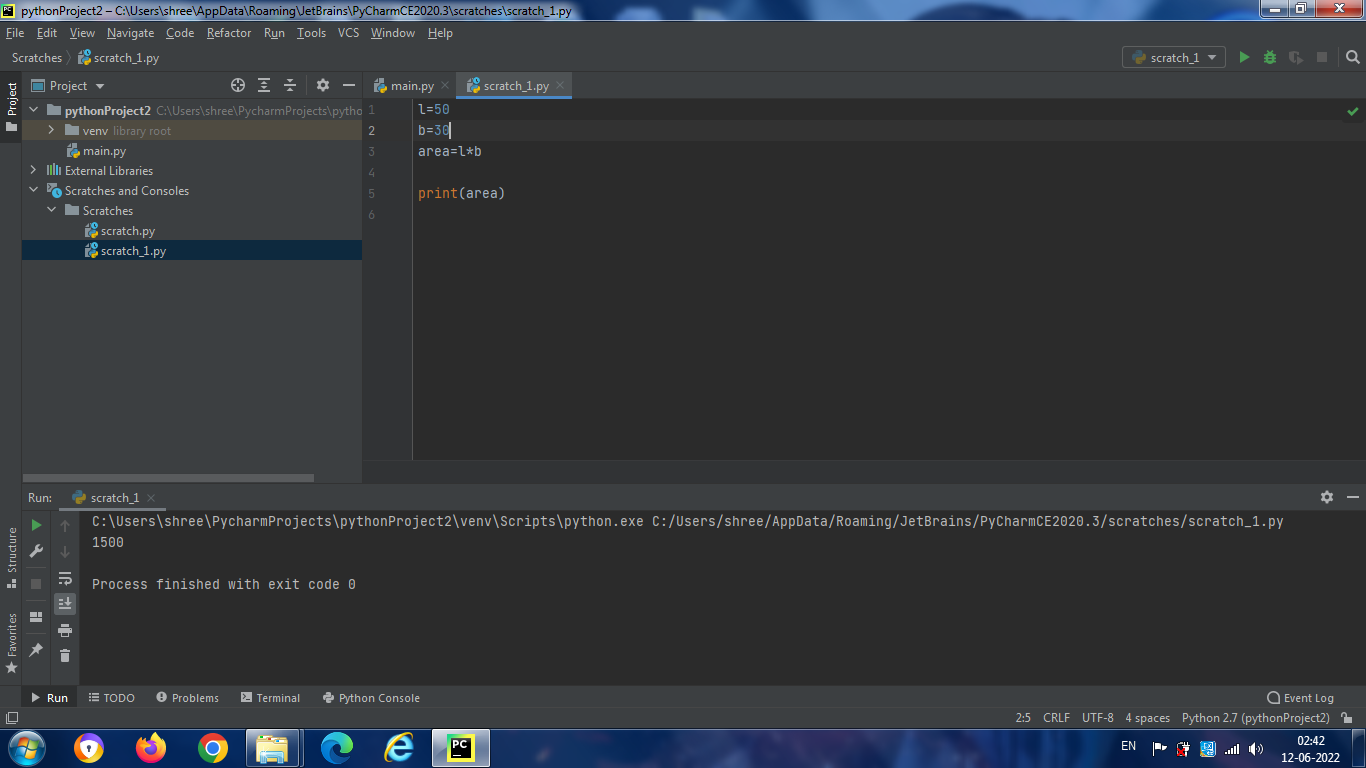 pythonProject2 – C:\Users\shree\AppData\Roaming\JetBrains\PyCharmCE2020.3\scratches\scratch_1.py
File Edit View Navigate Code Refactor Run Tools VCS Window Help
Scratches scratch_1.py
scratch_1
Project
Project
main.py scratch_1.py
pythonProject2 C:\Users\shree\PycharmProjects\pytho
venv library root
main.py
External Libraries
Scratches and Consoles
Scratches
scratch.py
scratch_1.py
1 l=50
2 b=30
3 area=l*b
4
5 print(area)
6
Run: scratch_1
C:\Users\shree\PycharmProjects\pythonProject2\venv\Scripts\python.exe C:/Users/shree/AppData/Roaming/JetBrains/PyCharmCE2020.3/scratches/scratch_1.py
1500
Process finished with exit code 0
Structure
Favorites
Run TODO Problems Terminal Python Console Event Log
2:5 CRLF UTF-8 4 spaces Python 2.7 (pythonProject2)
PC
EN
02:42
12-06-2022